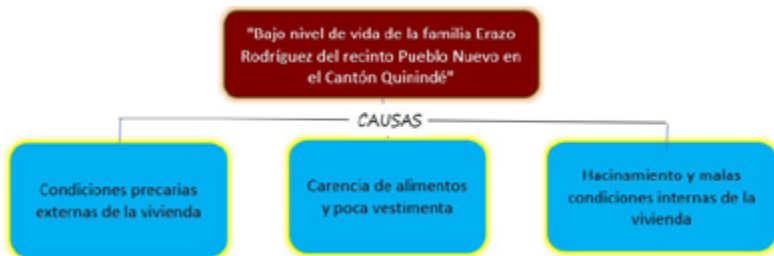 "Bajo nivel de vida de la familia Erazo
Rodríguez del recinto Pueblo Nuevo en
el Cantón Quinindé"
CAUSAS
Condiciones precarias
externas de la vivienda
Carencia de alimentos
y poca vestimenta
Hacinamiento y malas
condiciones internas de la
vivienda